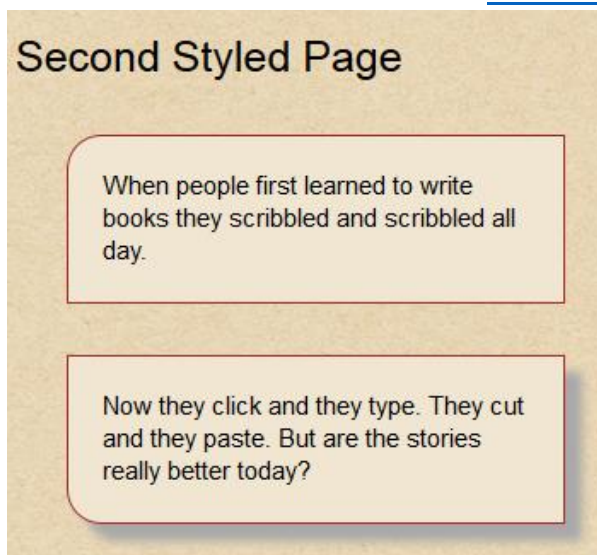 Second Styled Page
When people first learned to write
books they scribbled and scribbled all
day.
Now they click and they type. They cut
and they paste. But are the stories
really better today?